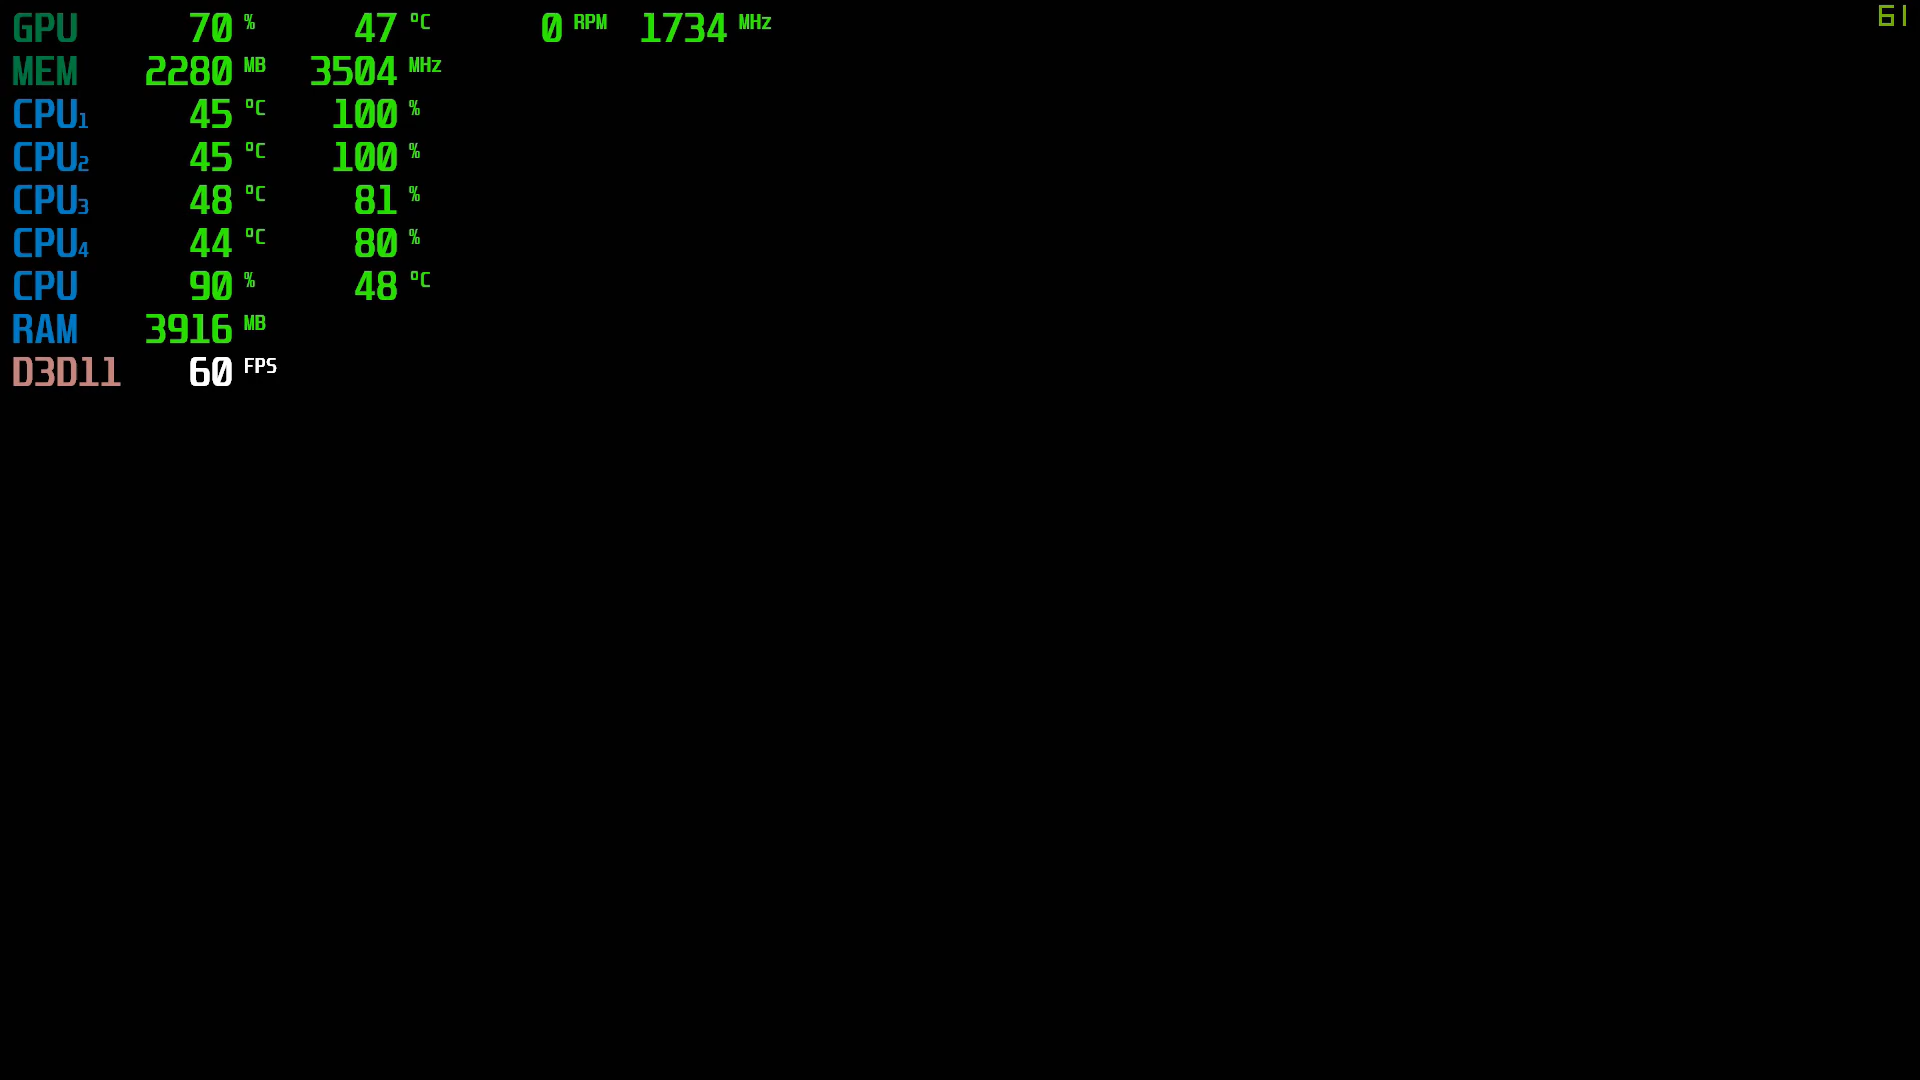 GPU 70 % 47 °C 0 RPM 1734 MHz 61
MEM 2280 MB 3504 MHz
CPU1 45 °C 100 %
CPU2 45 °C 100 %
CPU3 48 °C 81 %
CPU4 44 °C 80 %
CPU 90 % 48 °C
RAM 3916 MB
D3D11 60 FPS